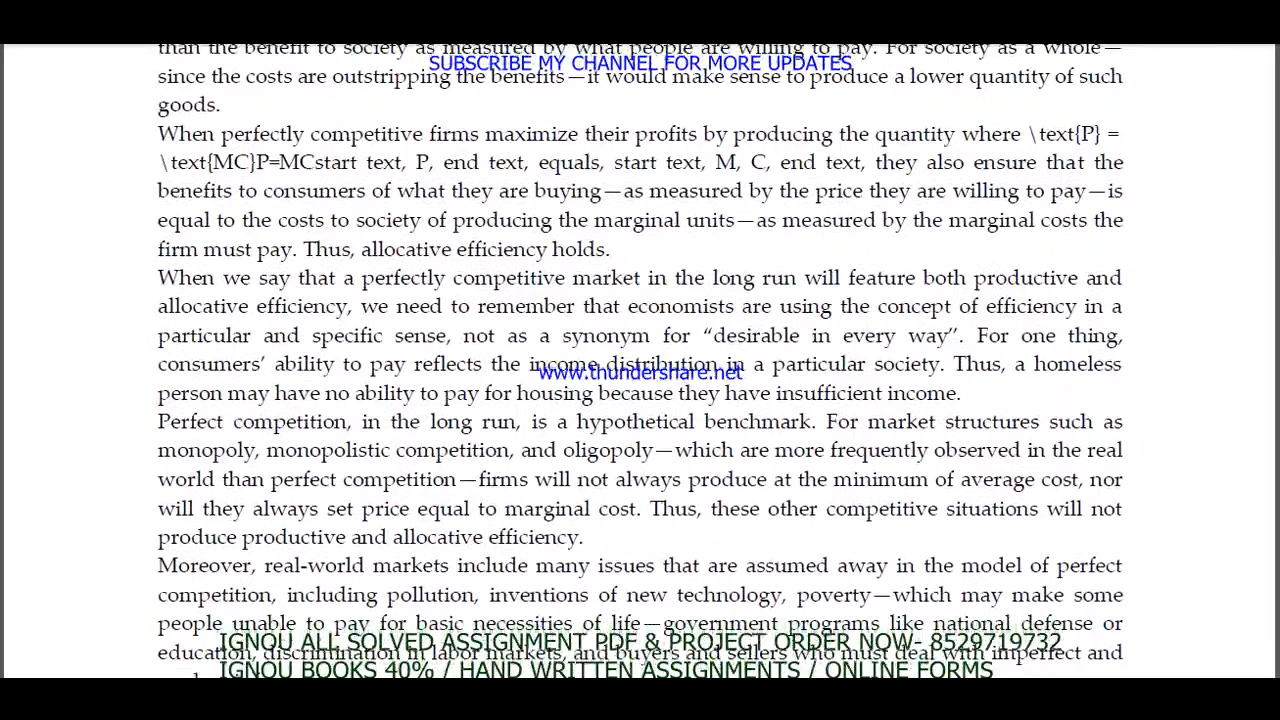 than the benefit to society as measured by what people are willing to pay. For society as a whole—
SUBSCRIBE MY CHANNEL FOR MORE UPDATES
since the costs are outstripping the benefits—it would make sense to produce a lower quantity of such
goods.
When perfectly competitive firms maximize their profits by producing the quantity where \text{P} =
\text{MC}P=MCstart text, P, end text, equals, start text, M, C, end text, they also ensure that the
benefits to consumers of what they are buying—as measured by the price they are willing to pay—is
equal to the costs to society of producing the marginal units—as measured by the marginal costs the
firm must pay. Thus, allocative efficiency holds.
When we say that a perfectly competitive market in the long run will feature both productive and
allocative efficiency, we need to remember that economists are using the concept of efficiency in a
particular and specific sense, not as a synonym for “desirable in every way”. For one thing,
consumers’ ability to pay reflects the income distribution in a particular society. Thus, a homeless
www.thundershare.net
person may have no ability to pay for housing because they have insufficient income.
Perfect competition, in the long run, is a hypothetical benchmark. For market structures such as
monopoly, monopolistic competition, and oligopoly—which are more frequently observed in the real
world than perfect competition—firms will not always produce at the minimum of average cost, nor
will they always set price equal to marginal cost. Thus, these other competitive situations will not
produce productive and allocative efficiency.
Moreover, real-world markets include many issues that are assumed away in the model of perfect
competition, including pollution, inventions of new technology, poverty—which may make some
people unable to pay for basic necessities of life—government programs like national defense or
IGNOU ALL SOLVED ASSIGNMENT PDF & PROJECT ORDER NOW- 8529719732
education, discrimination in labor markets, and buyers and sellers who must deal with imperfect and
IGNOU BOOKS 40% / HAND WRITTEN ASSIGNMENTS / ONLINE FORMS